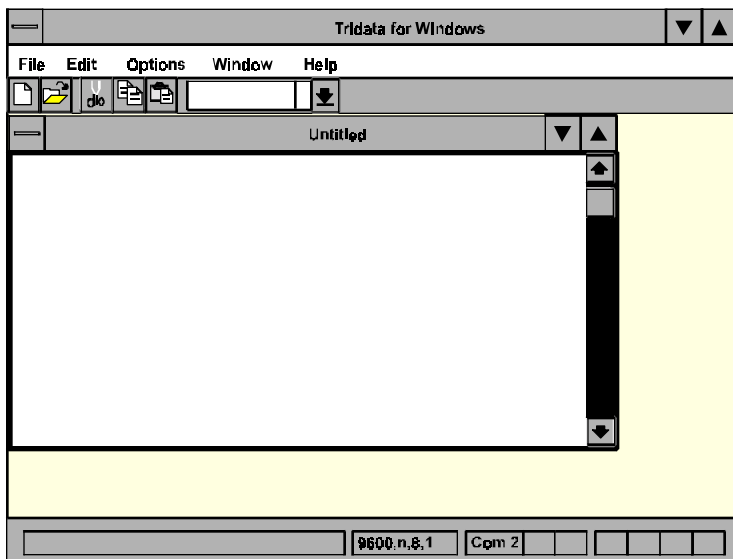 Tridata for Windows
File Edit Options Window Help
Untitled
9600,n,8,1 Com 2